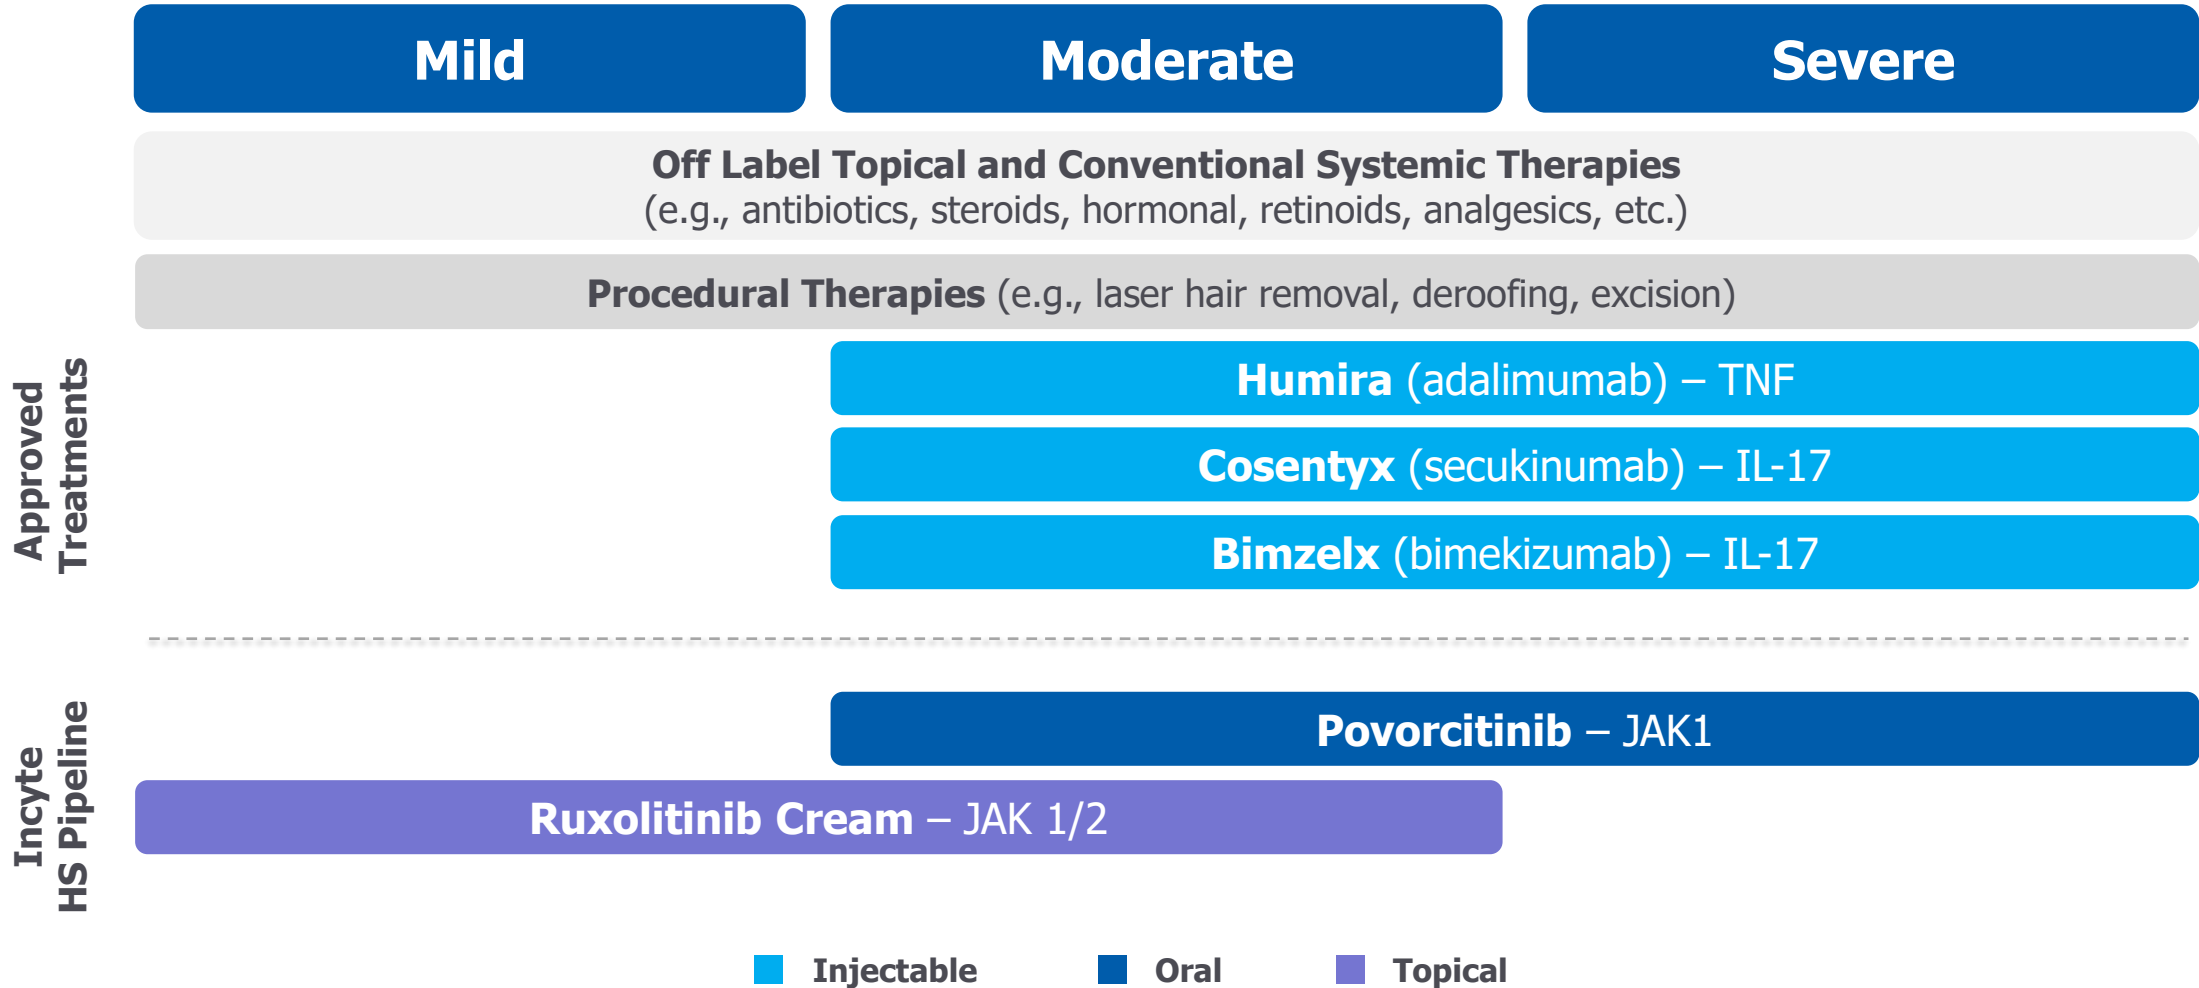 Mild
Moderate
Severe
Off Label Topical and Conventional Systemic Therapies
(e.g., antibiotics, steroids, hormonal, retinoids, analgesics, etc.)
Procedural Therapies (e.g., laser hair removal, deroofing, excision)
Approved
Treatments
Humira (adalimumab) – TNF
Cosentyx (secukinumab) – IL-17
Bimzelx (bimekizumab) – IL-17
Incyte
HS Pipeline
Povorcitinib – JAK1
Ruxolitinib Cream – JAK 1/2
Injectable
Oral
Topical